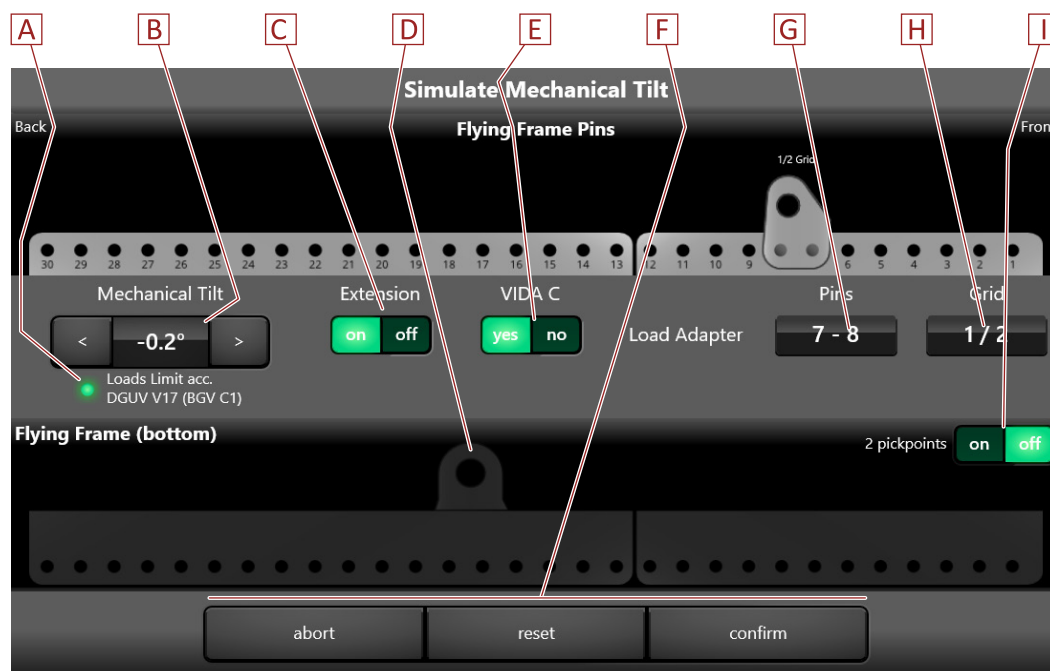 A B C D E F G H I
Simulate Mechanical Tilt
Back Flying Frame Pins Fron
1/2 Grid
30 29 28 27 26 25 24 23 22 21 20 19 18 17 16 15 14 13 12 11 10 9 6 5 4 3 2 1
Mechanical Tilt Extension VIDA C Pins Grid
< -0.2° > on off yes no Load Adapter 7 - 8 1 / 2
Loads Limit acc.
DGUV V17 (BGV C1)
Flying Frame (bottom)
2 pickpoints on off
abort reset confirm